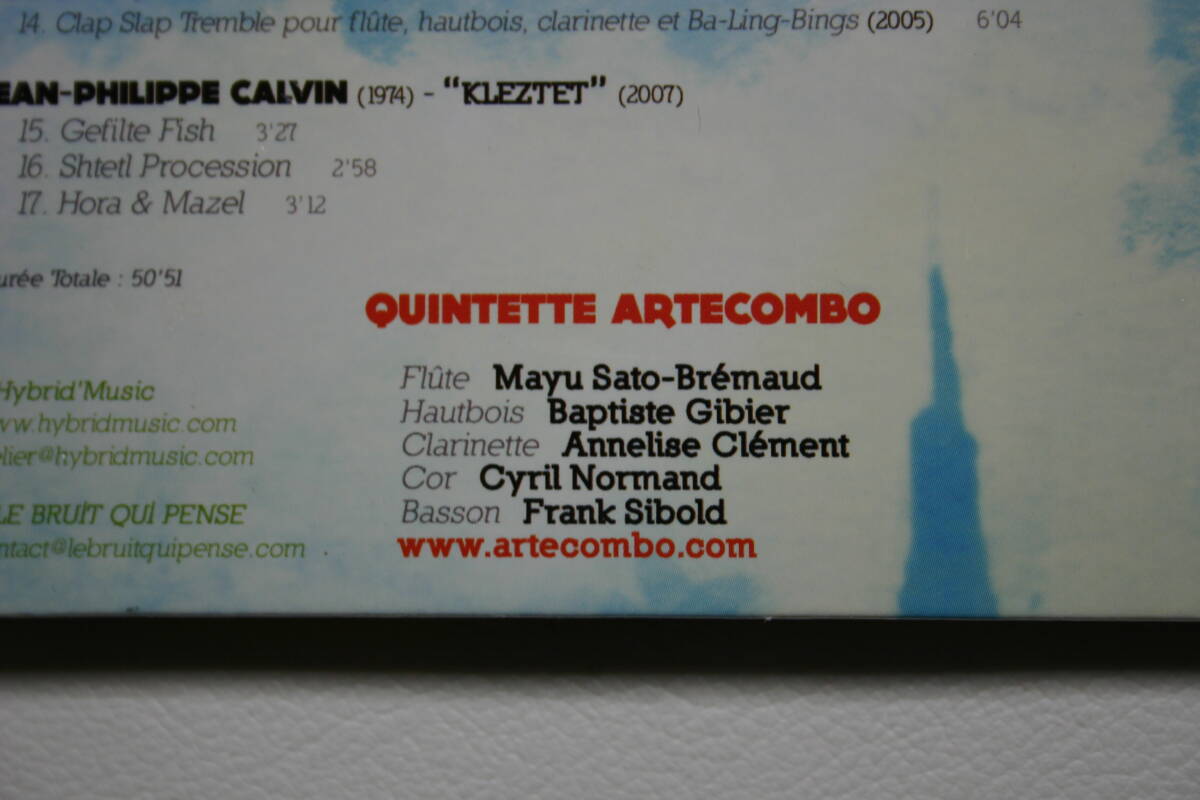 14. Clap Slap Tremble pour flûte, hautbois, clarinette et Ba-Ling-Bings (2005) 6'04
EAN-PHILIPPE CALVIN (1974) - "KLEZTET" (2007)
15. Gefilte Fish 3'27
16. Shtetl Procession 2'58
17. Hora & Mazel 3'12
urée Totale : 50'51
QUINTETTE ARTECOMBO
Flûte Mayu Sato-Brémaud
Hautbois Baptiste Gibier
Clarinette Annelise Clément
Cor Cyril Normand
Basson Frank Sibold
www.artecombo.com
Hybrid'Music
ww.hybridmusic.com
elier@hybridmusic.com
LE BRUIT QUI PENSE
ntact@lebruitquipense.com